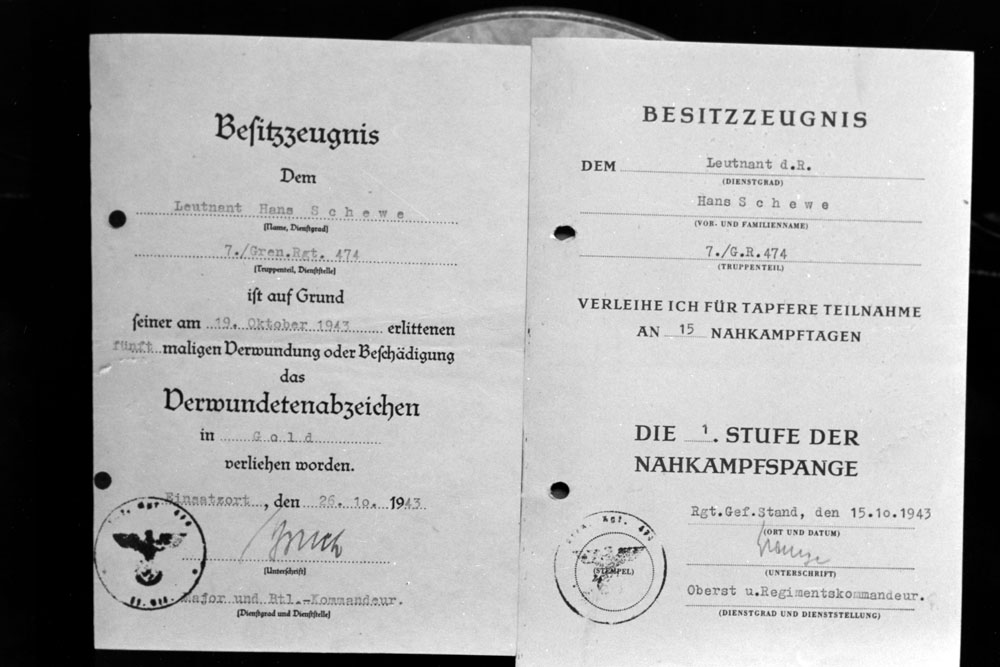 Besitzzeugnis
Dem
Leutnant Hans Schewe
(Name, Dienstgrad)
7./Gren.Rgt. 474
(Truppenteil, Dienststelle)
ist auf Grund
seiner am 19. Oktober 1943 erlittenen
fünft maligen Verwundung oder Beschädigung
das
Verwundetenabzeichen
in Gold
verliehen worden.
Einsatzort, den 26. 10. 1943
(Unterschrift)
Major und Btl.-Kommandeur.
(Dienstgrad und Dienststelle)
BESITZZEUGNIS
DEM Leutnant d.R.
(DIENSTGRAD)
Hans Schewe
(VOR- UND FAMILIENNAME)
7./G.R.474
(TRUPPENTEIL)
VERLEIHE ICH FÜR TAPFERE TEILNAHME
AN 15 NAHKAMPFTAGEN
DIE 1. STUFE DER
NAHKAMPFSPANGE
Rgt.Gef.Stand, den 15.10.1943
(ORT UND DATUM)
(STEMPEL)
(UNTERSCHRIFT)
Oberst u.Regimentskommandeur.
(DIENSTGRAD UND DIENSTSTELLUNG)